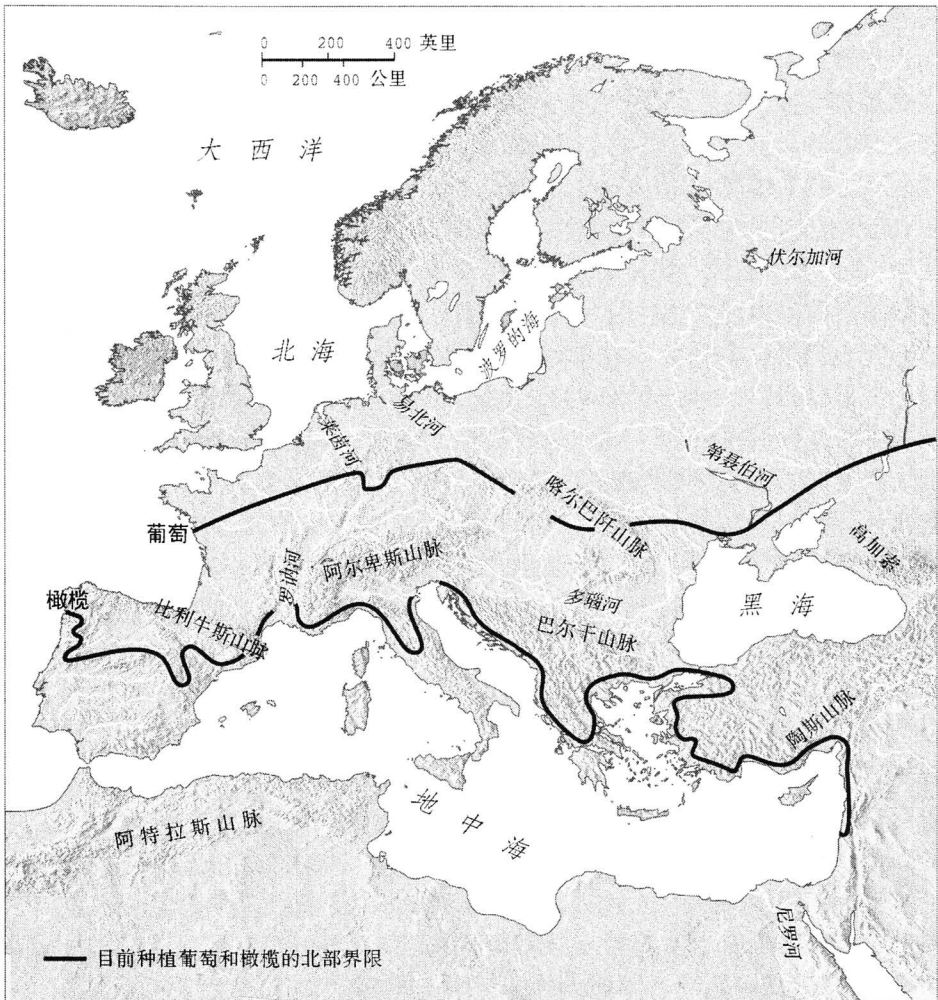 0 200 400 英里
0 200 400 公里
大西洋
伏尔加河
北海
波罗的海
易北河
莱茵河
第聂伯河
葡萄
喀尔巴阡山脉
高加索
阿尔卑斯山脉
罗讷河
橄榄
比利牛斯山脉
多瑙河
黑海
巴尔干山脉
陶斯山脉
地中海
阿特拉斯山脉
尼罗河
目前种植葡萄和橄榄的北部界限